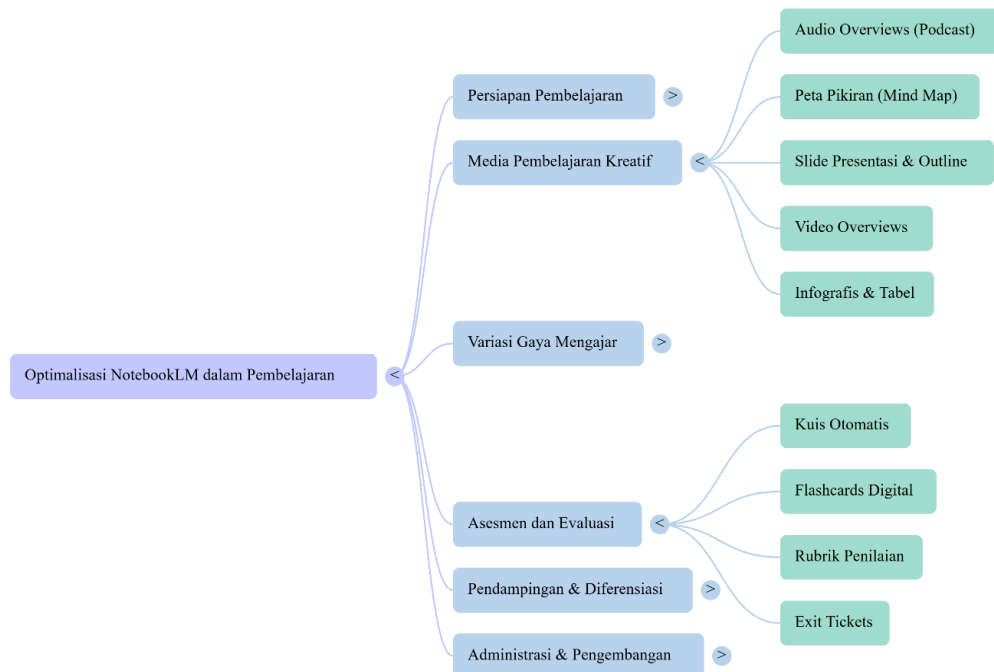 Optimalisasi NotebookLM dalam Pembelajaran
<
Persiapan Pembelajaran
>
Media Pembelajaran Kreatif
<
Audio Overviews (Podcast)
Peta Pikiran (Mind Map)
Slide Presentasi & Outline
Video Overviews
Infografis & Tabel
Variasi Gaya Mengajar
>
Asesmen dan Evaluasi
<
Kuis Otomatis
Flashcards Digital
Rubrik Penilaian
Exit Tickets
Pendampingan & Diferensiasi
>
Administrasi & Pengembangan
>